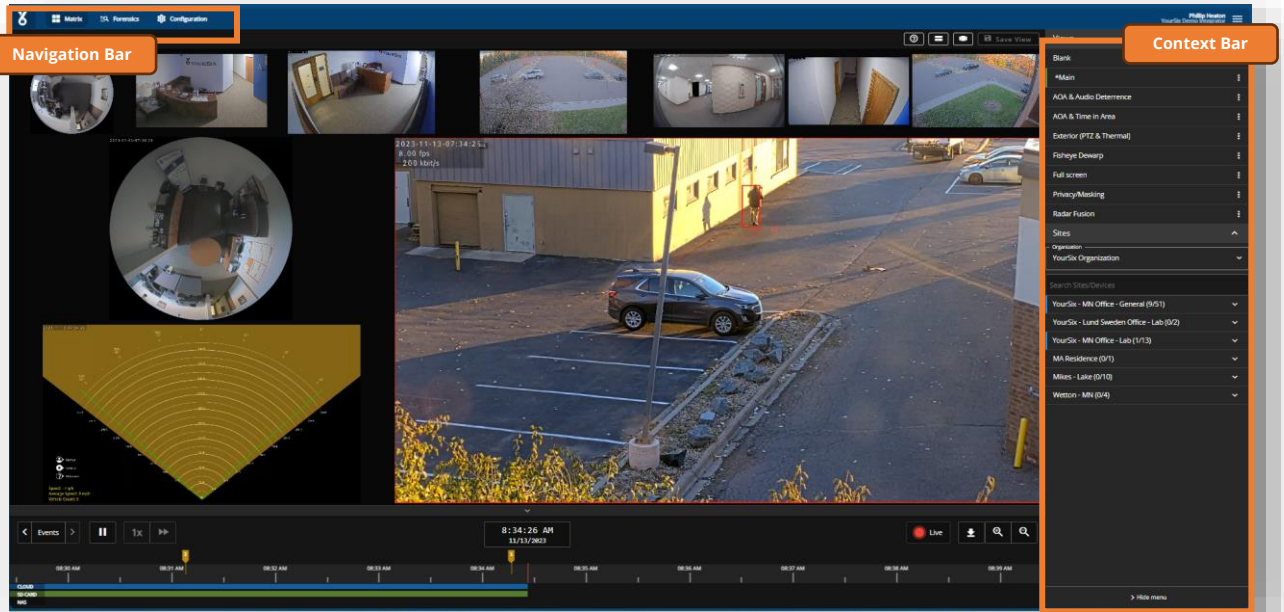 Matrix
Forensics
Configuration
Phillip Heaton
YourSix Demo Integrator
Navigation Bar
Context Bar
Save View
Blank
*Main
AOA & Audio Deterrence
AOA & Time in Area
Exterior (PTZ & Thermal)
Fisheye Dewarp
Full screen
Privacy/Masking
Radar Fusion
Sites
Organization
YourSix Organization
Search Sites/Devices
YourSix - MN Office - General (9/51)
YourSix - Lund Sweden Office - Lab (0/2)
YourSix - MN Office - Lab (1/13)
MA Residence (0/1)
Mikes - Lake (0/10)
Wetton - MN (0/4)
> Hide menu
2023-11-13-07:34:25
8.00 fps
200 kbit/s
Events
1x
8:34:26 AM
11/13/2023
Live
08:30 AM
08:31 AM
08:32 AM
08:33 AM
08:34 AM
08:35 AM
08:36 AM
08:37 AM
08:38 AM
08:39 AM
CLOUD
SD CARD
NAS